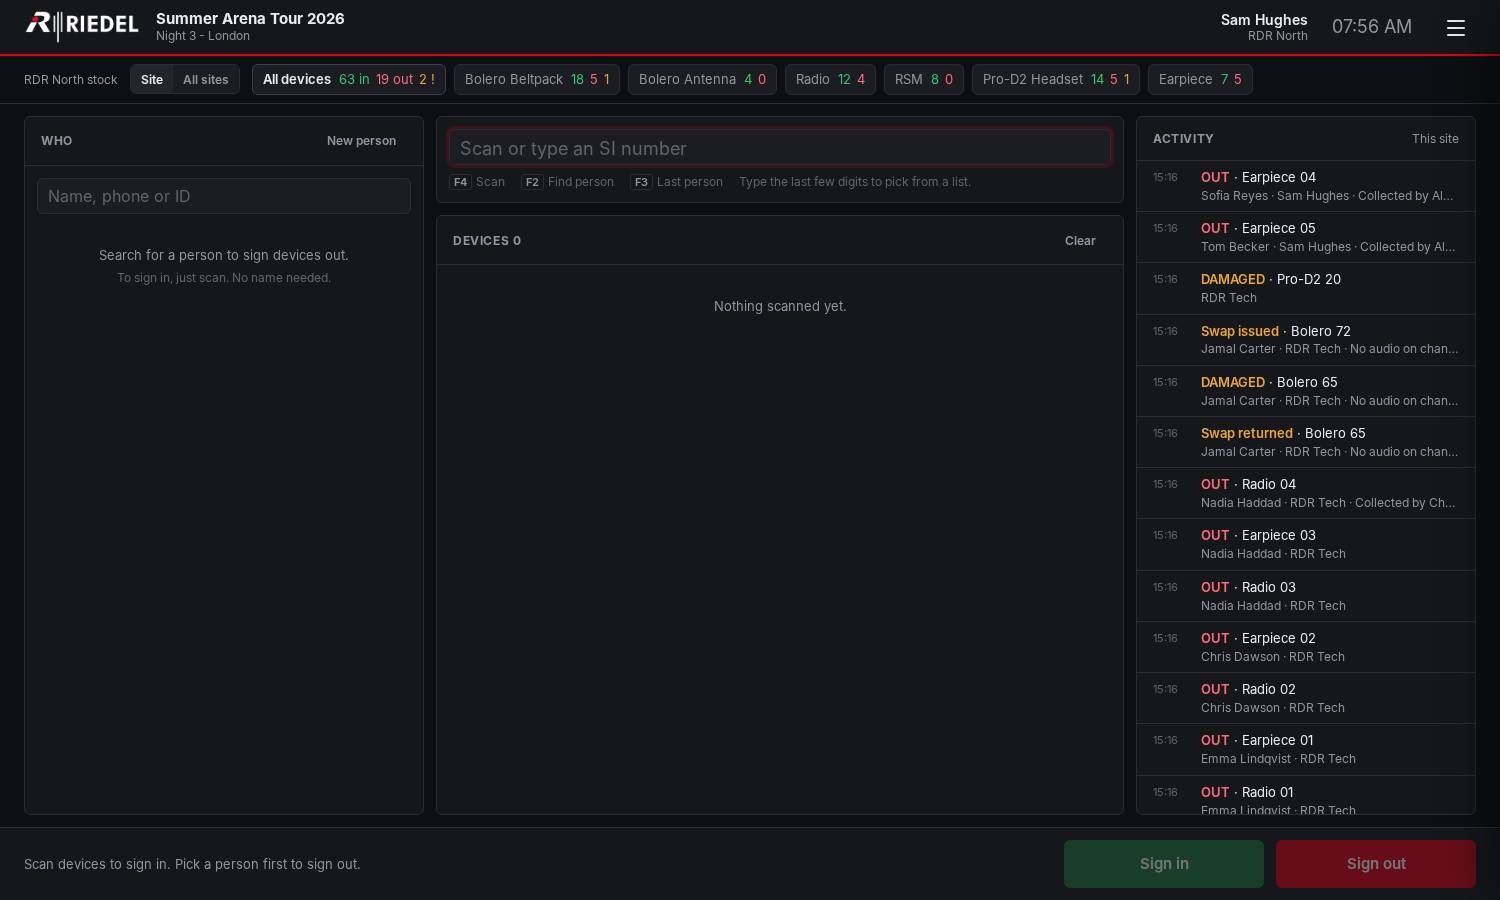 RIEDEL
Summer Arena Tour 2026
Night 3 - London
Sam Hughes
RDR North
07:56 AM
RDR North stock
Site
All sites
All devices 63 in 19 out 2 !
Bolero Beltpack 18 5 1
Bolero Antenna 4 0
Radio 12 4
RSM 8 0
Pro-D2 Headset 14 5 1
Earpiece 7 5
WHO
New person
Name, phone or ID
Search for a person to sign devices out.
To sign in, just scan. No name needed.
Scan or type an SI number
F4 Scan F2 Find person F3 Last person Type the last few digits to pick from a list.
DEVICES 0
Clear
Nothing scanned yet.
ACTIVITY
This site
15:16 OUT · Earpiece 04
Sofia Reyes · Sam Hughes · Collected by Al...
15:16 OUT · Earpiece 05
Tom Becker · Sam Hughes · Collected by Al...
15:16 DAMAGED · Pro-D2 20
RDR Tech
15:16 Swap issued · Bolero 72
Jamal Carter · RDR Tech · No audio on chan...
15:16 DAMAGED · Bolero 65
Jamal Carter · RDR Tech · No audio on chan...
15:16 Swap returned · Bolero 65
Jamal Carter · RDR Tech · No audio on chan...
15:16 OUT · Radio 04
Nadia Haddad · RDR Tech · Collected by Ch...
15:16 OUT · Earpiece 03
Nadia Haddad · RDR Tech
15:16 OUT · Radio 03
Nadia Haddad · RDR Tech
15:16 OUT · Earpiece 02
Chris Dawson · RDR Tech
15:16 OUT · Radio 02
Chris Dawson · RDR Tech
15:16 OUT · Earpiece 01
Emma Lindqvist · RDR Tech
15:16 OUT · Radio 01
Emma Lindqvist · RDR Tech
Scan devices to sign in. Pick a person first to sign out.
Sign in
Sign out